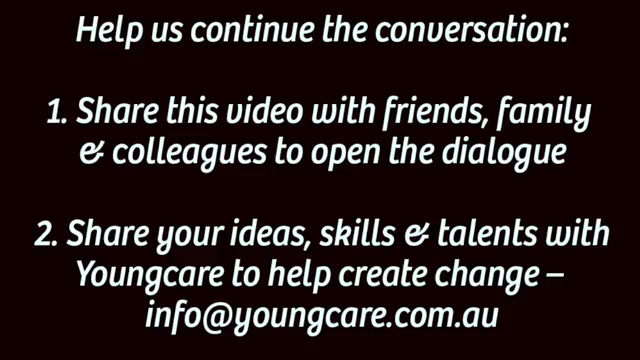 Help us continue the conversation:
1. Share this video with friends, family
& colleagues to open the dialogue
2. Share your ideas, skills & talents with
Youngcare to help create change –
info@youngcare.com.au